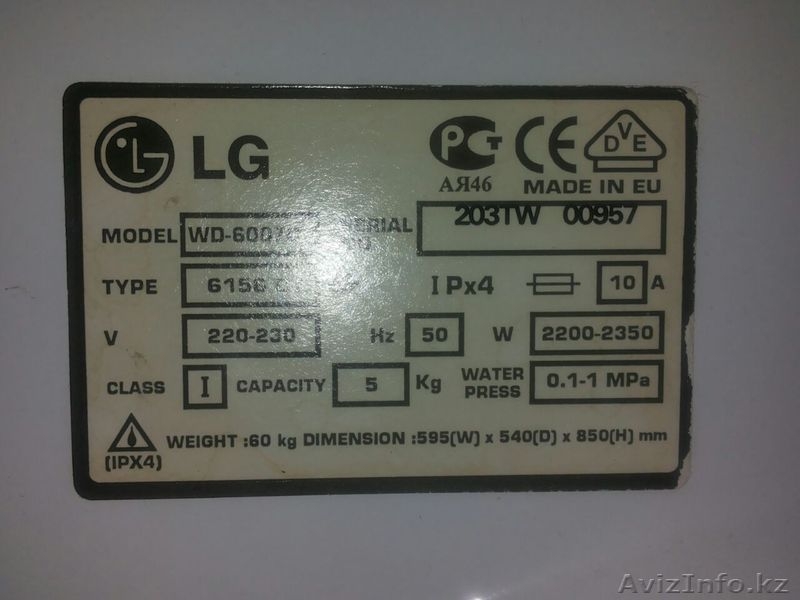 LG
PCT
CE
DVE
АЯ46
MADE IN EU
MODEL
SERIAL
203TW 00957
TYPE
IPx4
10 A
V 220-230 Hz 50 W 2200-2350
CLASS I CAPACITY 5 Kg WATER PRESS 0.1-1 MPa
(IPX4)
WEIGHT :60 kg DIMENSION :595(W) x 540(D) x 850(H) mm
AvizInfo.kz